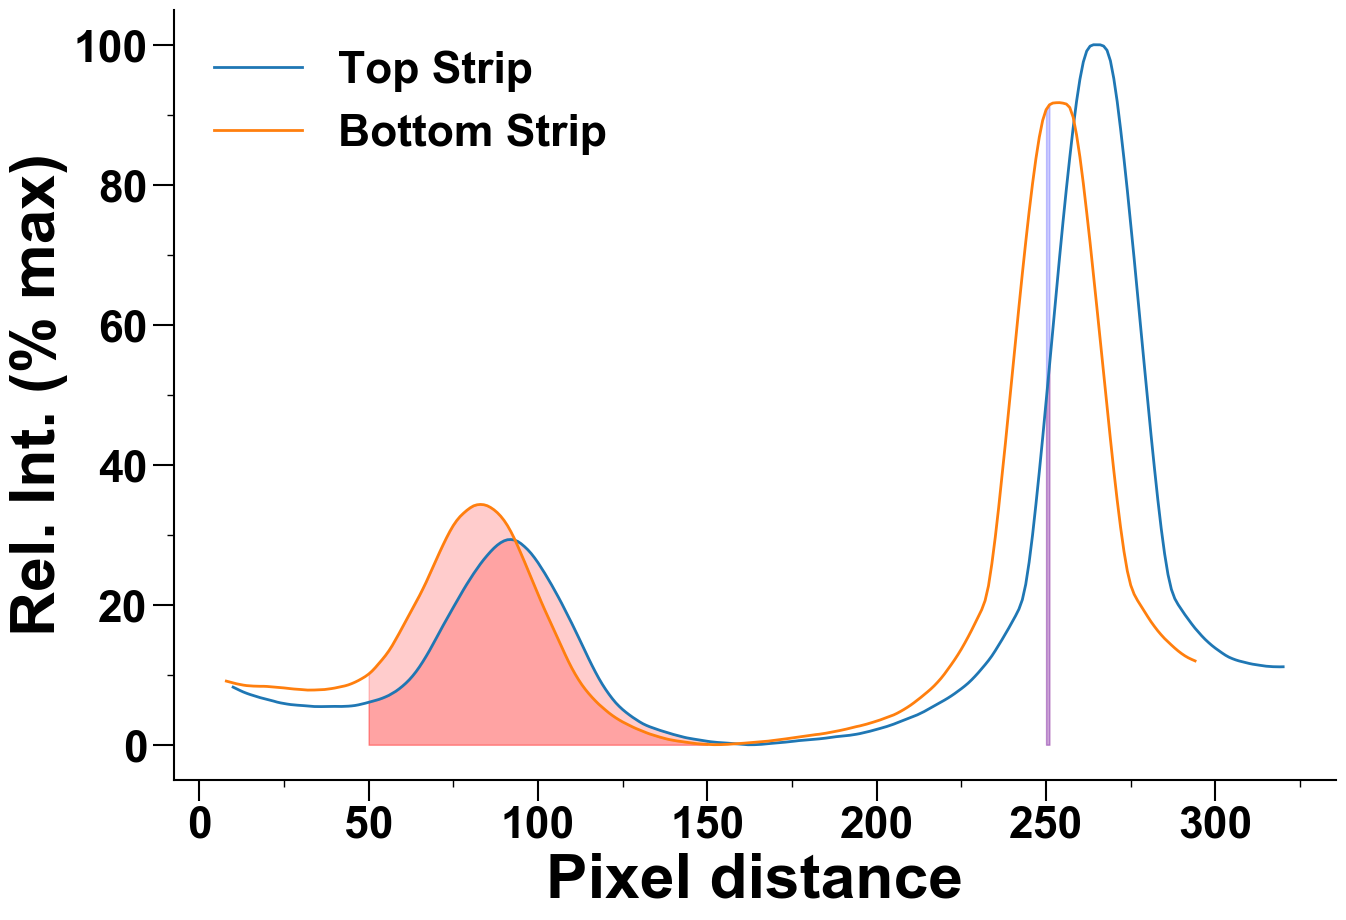 Top Strip
Bottom Strip
Rel. Int. (% max)
100
80
60
40
20
0
0 50 100 150 200 250 300
Pixel distance